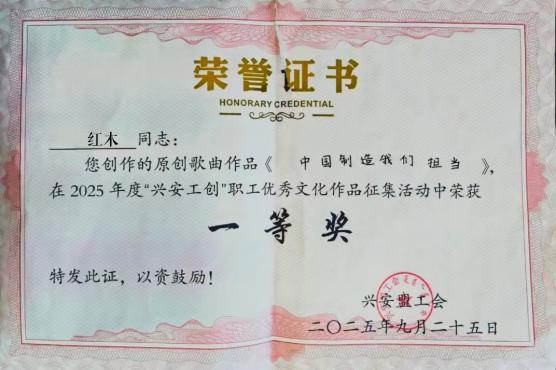 荣誉证书
HONORARY CREDENTIAL
红木 同志：
您创作的原创歌曲作品《 中国制造我们担当 》，
在2025年度“兴安工创”职工优秀文化作品征集活动中荣获
一等奖
特发此证，以资鼓励！
兴安盟工会
二〇二五年九月二十五日